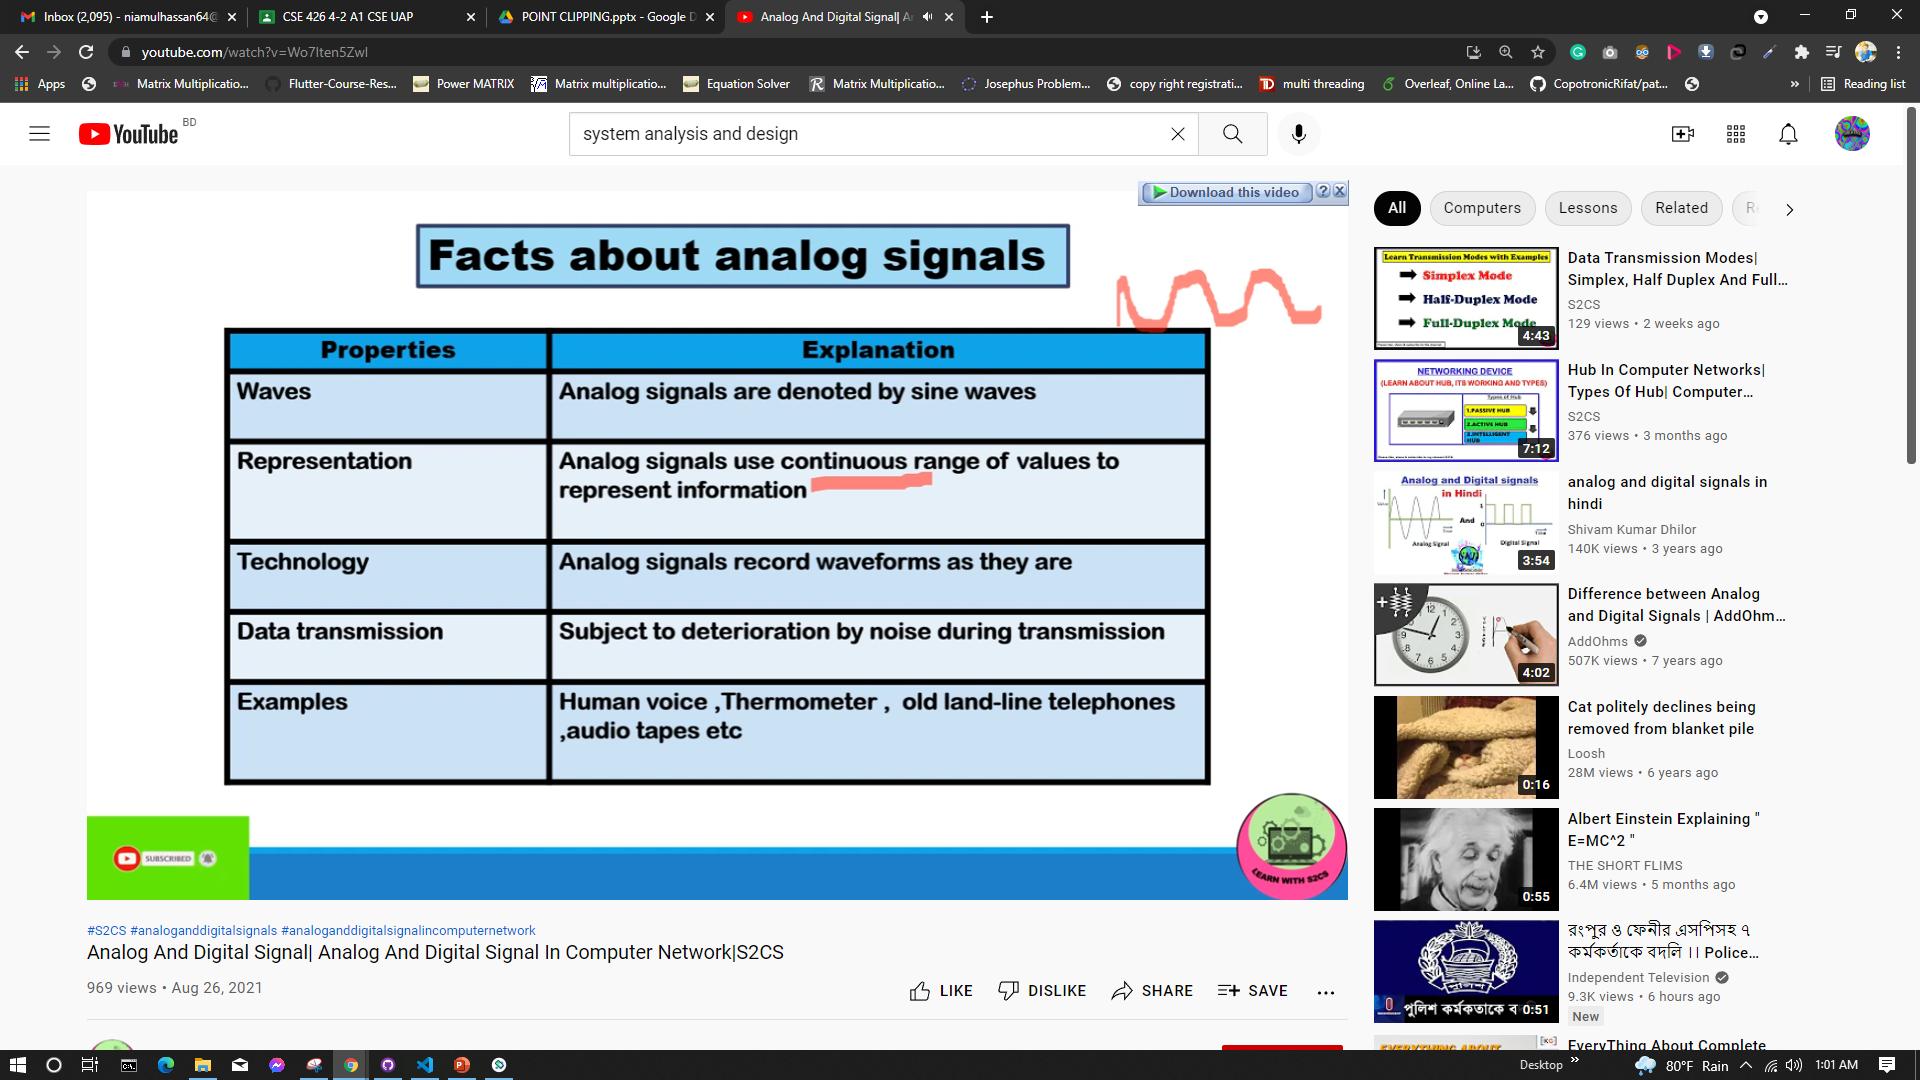 Inbox (2,095) - niamulhassan64@
CSE 426 4-2 A1 CSE UAP
POINT CLIPPING.pptx - Google D
Analog And Digital Signal| A
youtube.com/watch?v=Wo7Iten5ZwI
Apps
Matrix Multiplicatio...
Flutter-Course-Res...
Power MATRIX
Matrix multiplicatio...
Equation Solver
Matrix Multiplicatio...
Josephus Problem...
copy right registrati...
multi threading
Overleaf, Online La...
CopotronicRifat/pat...
»
Reading list
YouTube BD
system analysis and design
Download this video
Facts about analog signals
Properties Explanation
Waves Analog signals are denoted by sine waves
Representation Analog signals use continuous range of values to
represent information
Technology Analog signals record waveforms as they are
Data transmission Subject to deterioration by noise during transmission
Examples Human voice ,Thermometer , old land-line telephones
,audio tapes etc
SUBSCRIBED
LEARN WITH S2CS
#S2CS #analoganddigitalsignals #analoganddigitalsignalincomputernetwork
Analog And Digital Signal| Analog And Digital Signal In Computer Network|S2CS
969 views • Aug 26, 2021
LIKE DISLIKE SHARE SAVE ...
All Computers Lessons Related
Learn Transmission Modes with Examples
Simplex Mode
Half-Duplex Mode
Full-Duplex Mode
4:43
Data Transmission Modes|
Simplex, Half Duplex And Full...
S2CS
129 views • 2 weeks ago
NETWORKING DEVICE
(LEARN ABOUT HUB, ITS WORKING AND TYPES)
Types of Hub
1.PASSIVE HUB
2.ACTIVE HUB
3.INTELLIGENT
HUB
7:12
Hub In Computer Networks|
Types Of Hub| Computer...
S2CS
376 views • 3 months ago
Analog and Digital signals
in Hindi
And
Analog Signal
Digital Signal
3:54
analog and digital signals in
hindi
Shivam Kumar Dhilor
140K views • 3 years ago
4:02
Difference between Analog
and Digital Signals | AddOhm...
AddOhms
507K views • 7 years ago
0:16
Cat politely declines being
removed from blanket pile
Loosh
28M views • 6 years ago
0:55
Albert Einstein Explaining "
E=MC^2 "
THE SHORT FLIMS
6.4M views • 5 months ago
পুলিশ কর্মকর্তাকে ব
0:51
রংপুর ও ফেনীর এসপিসহ ৭
কর্মকর্তাকে বদলি ।। Police...
Independent Television
9.3K views • 6 hours ago
New
EVERYTHING ABOUT
EveryThing About Complete
Desktop »
80°F Rain
1:01 AM